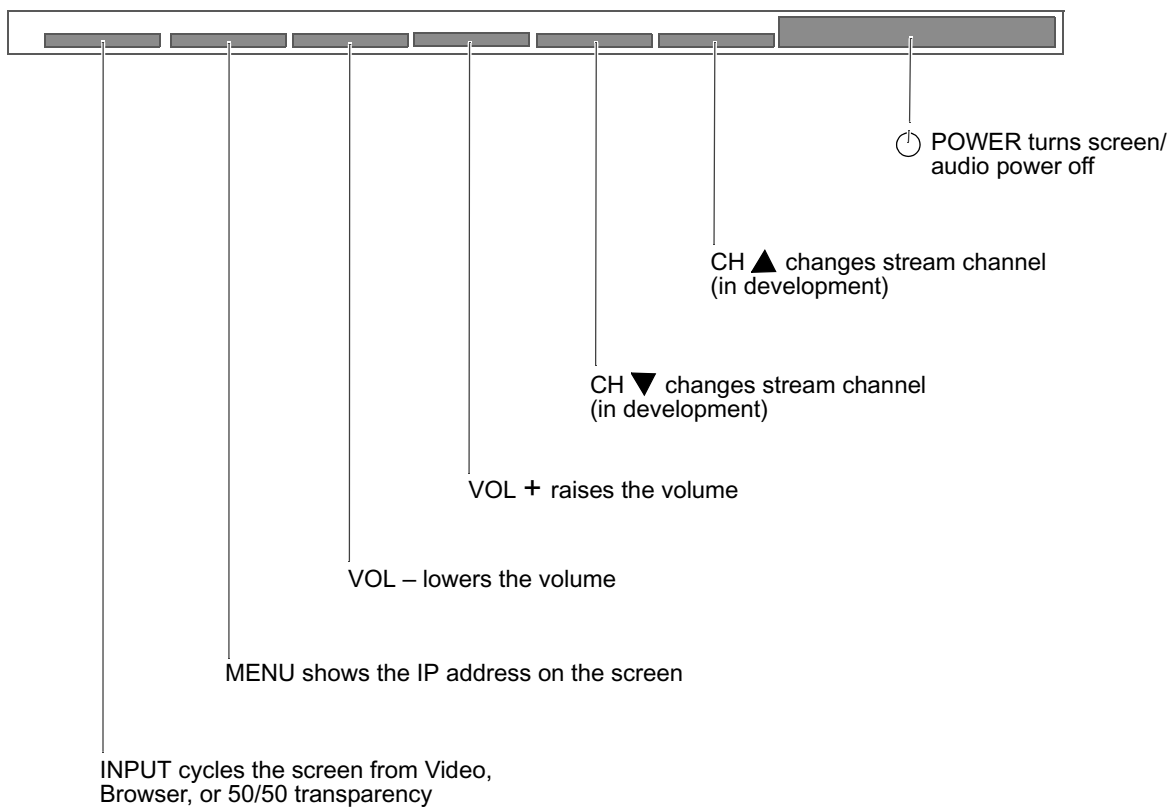 POWER turns screen/
audio power off
CH ▲ changes stream channel
(in development)
CH ▼ changes stream channel
(in development)
VOL + raises the volume
VOL – lowers the volume
MENU shows the IP address on the screen
INPUT cycles the screen from Video,
Browser, or 50/50 transparency